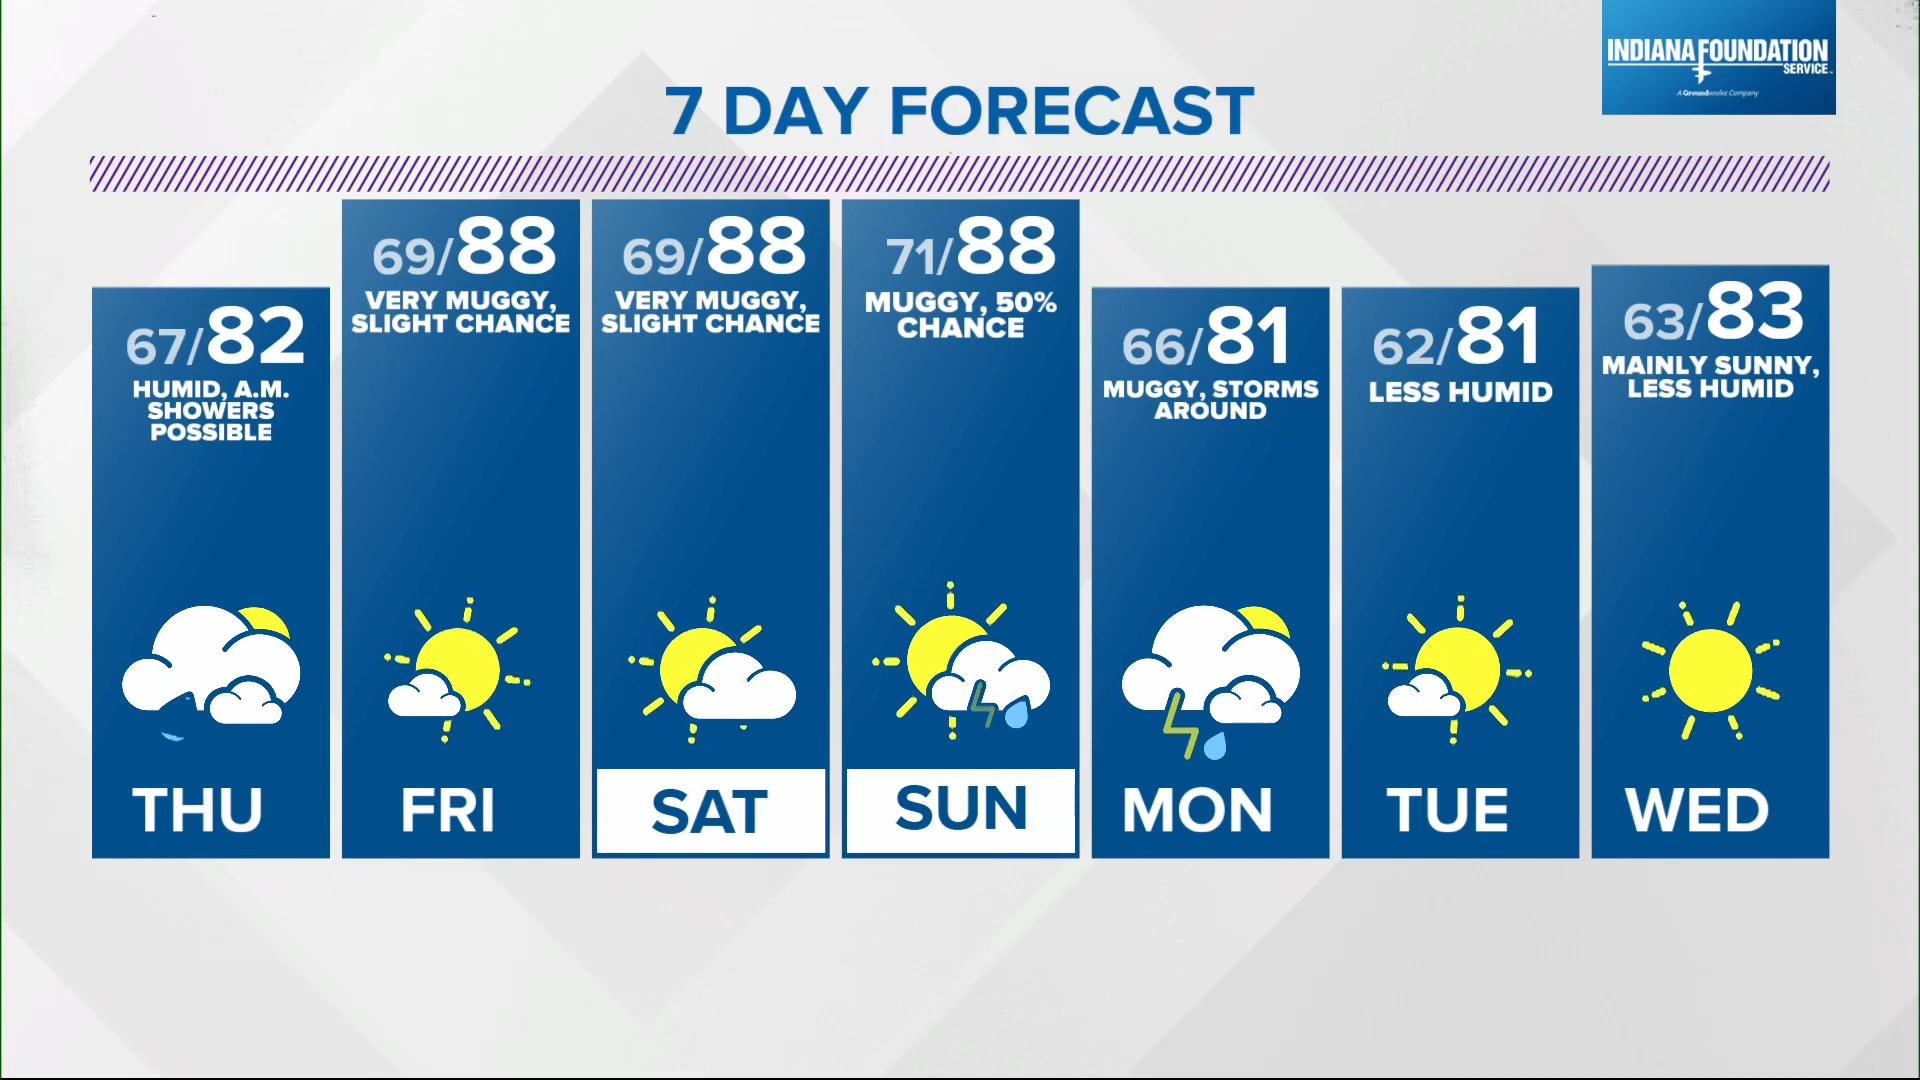 INDIANA FOUNDATION
SERVICE
A Groundworks Company
7 DAY FORECAST
67/82
HUMID, A.M.
SHOWERS
POSSIBLE
THU
69/88
VERY MUGGY,
SLIGHT CHANCE
FRI
69/88
VERY MUGGY,
SLIGHT CHANCE
SAT
71/88
MUGGY, 50%
CHANCE
SUN
66/81
MUGGY, STORMS
AROUND
MON
62/81
LESS HUMID
TUE
63/83
MAINLY SUNNY,
LESS HUMID
WED